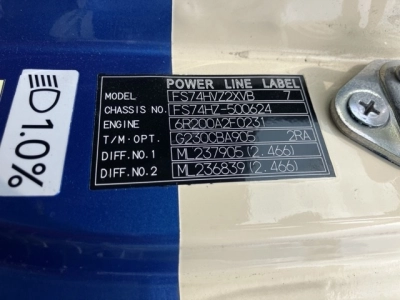 POWER LINE LABEL
MODEL FS74HVZ2XVB 7
CHASSIS NO. FS74HZ-500624
ENGINE 6R200A2F0231
T/M·OPT. G230CBA905 2RA
DIFF.NO.1 ML237905(2.466)
DIFF.NO.2 ML236839(2.466)
1.0%